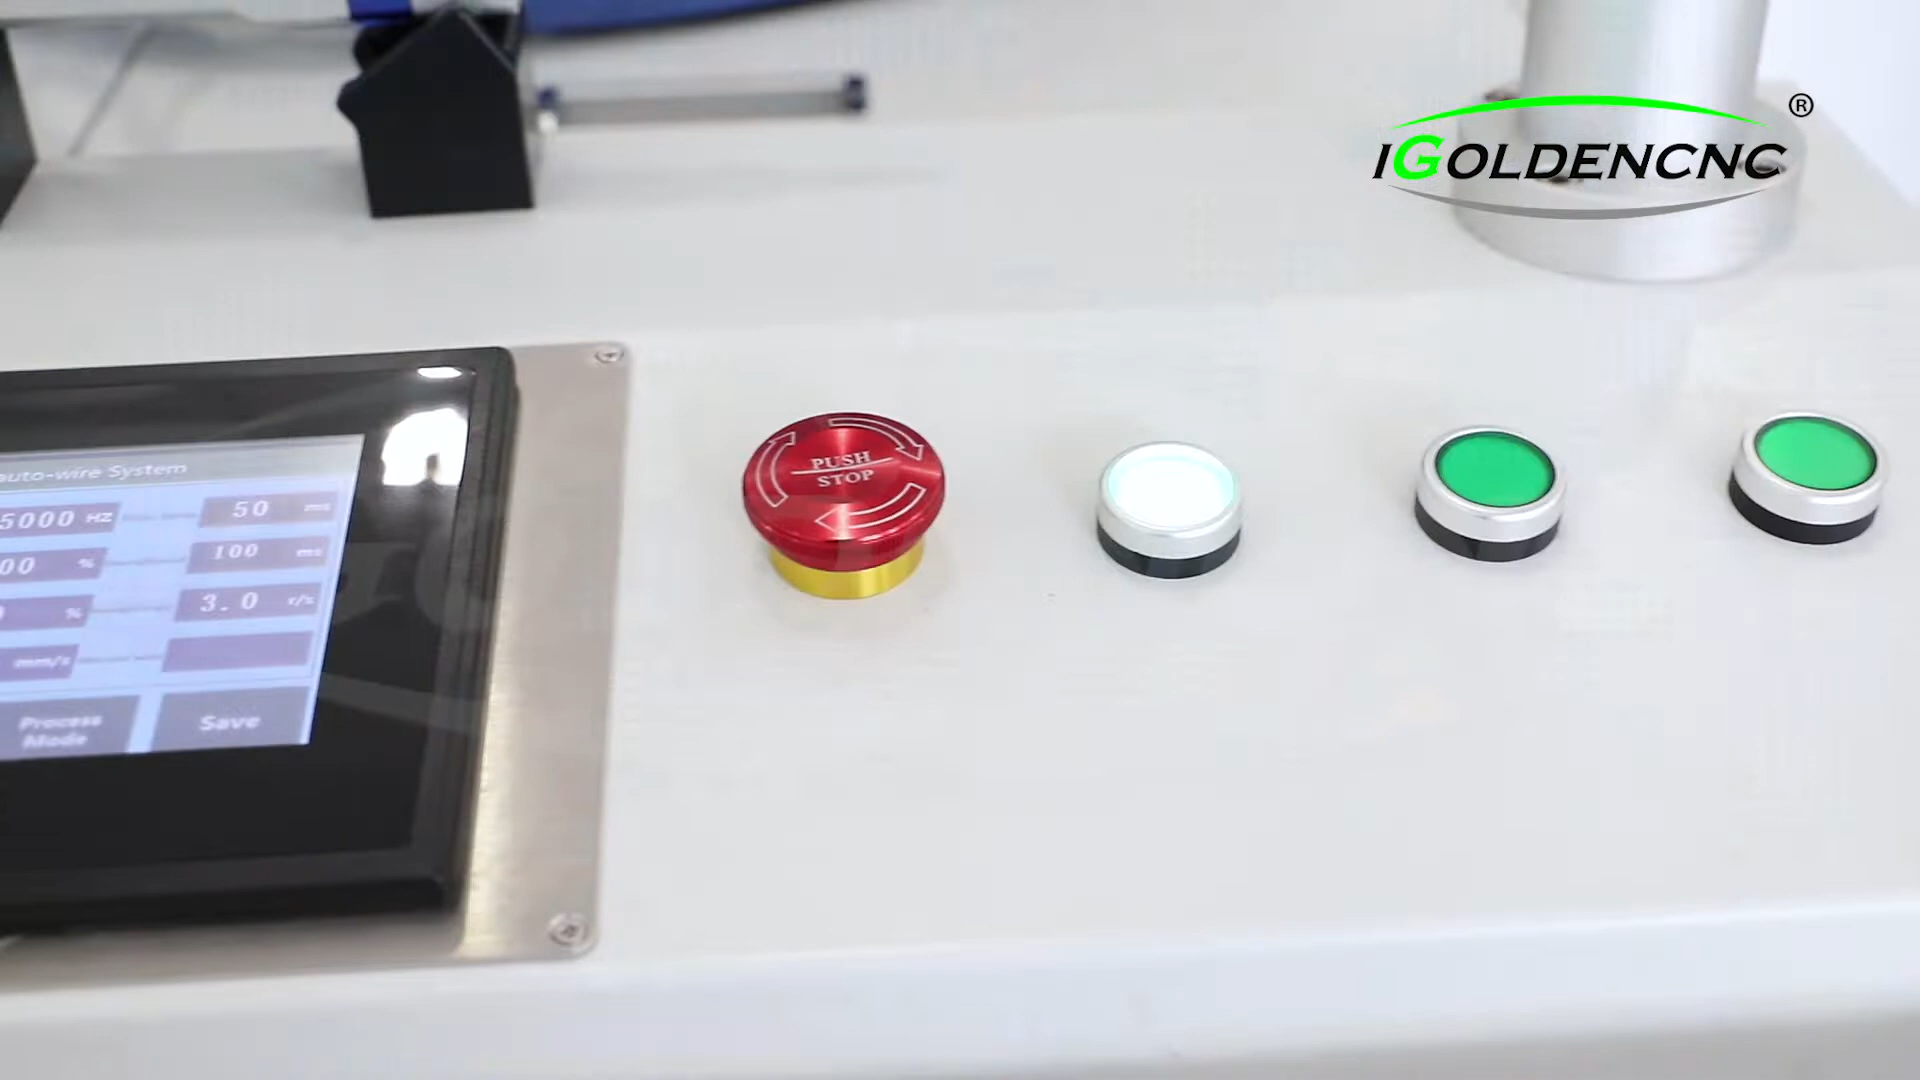 IGOLDENCNC ®
auto-wire System
5000 HZ
50 ms
00 %
100 ms
%
3.0 r/s
mm/s
Process
Mode
Save
PUSH
STOP